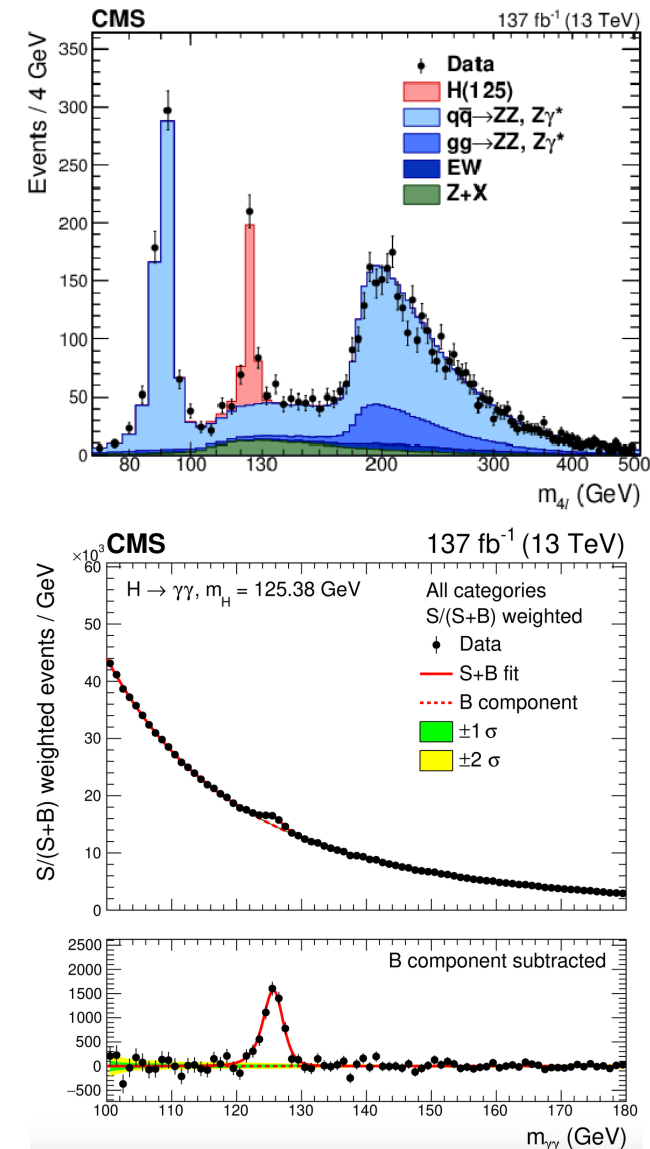 CMS 137 fb⁻¹ (13 TeV)
Events / 4 GeV
350
300
250
200
150
100
50
0
Data
H(125)
qq̅→ZZ, Zγ*
gg→ZZ, Zγ*
EW
Z+X
80 100 130 200 300 400 500
m4l (GeV)
×10³ CMS 137 fb⁻¹ (13 TeV)
S/(S+B) weighted events / GeV
60
50
40
30
20
10
0
H → γγ, mH = 125.38 GeV
All categories
S/(S+B) weighted
Data
S+B fit
B component
±1 σ
±2 σ
B component subtracted
2500
2000
1500
1000
500
0
−500
100 110 120 130 140 150 160 170 180
mγγ (GeV)